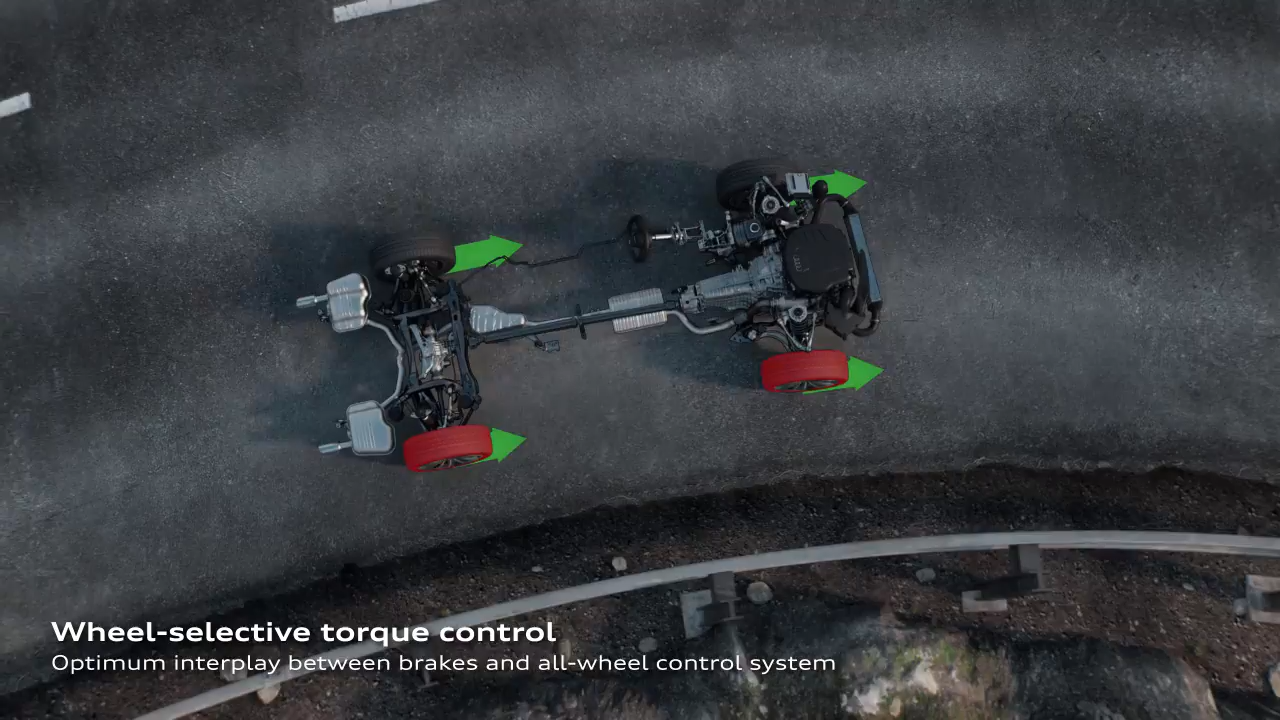 Wheel-selective torque control
Optimum interplay between brakes and all-wheel control system